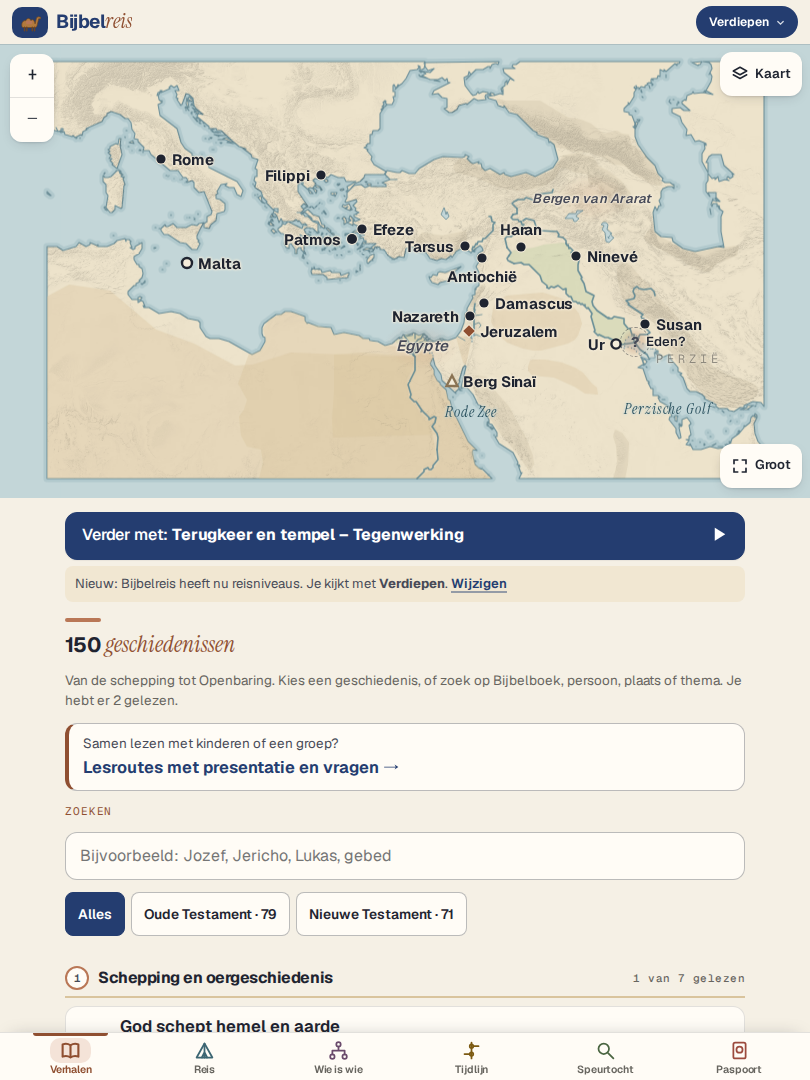 Bijbelreis
Verdiepen
+
−
Kaart
Rome
Filippi
Bergen van Ararat
Efeze
Patmos
Tarsus
Haran
Malta
Antiochië
Ninevé
Damascus
Nazareth
Jeruzalem
Susan
Egypte
Ur
?
Eden?
PERZIË
Berg Sinaï
Rode Zee
Perzische Golf
Groot
Verder met: Terugkeer en tempel – Tegenwerking
Nieuw: Bijbelreis heeft nu reisniveaus. Je kijkt met Verdiepen. Wijzigen
150 geschiedenissen
Van de schepping tot Openbaring. Kies een geschiedenis, of zoek op Bijbelboek, persoon, plaats of thema. Je
hebt er 2 gelezen.
Samen lezen met kinderen of een groep?
Lesroutes met presentatie en vragen →
ZOEKEN
Bijvoorbeeld: Jozef, Jericho, Lukas, gebed
Alles
Oude Testament · 79
Nieuwe Testament · 71
1 Schepping en oergeschiedenis
1 van 7 gelezen
God schept hemel en aarde
Verhalen
Reis
Wie is wie
Tijdlijn
Speurtocht
Paspoort